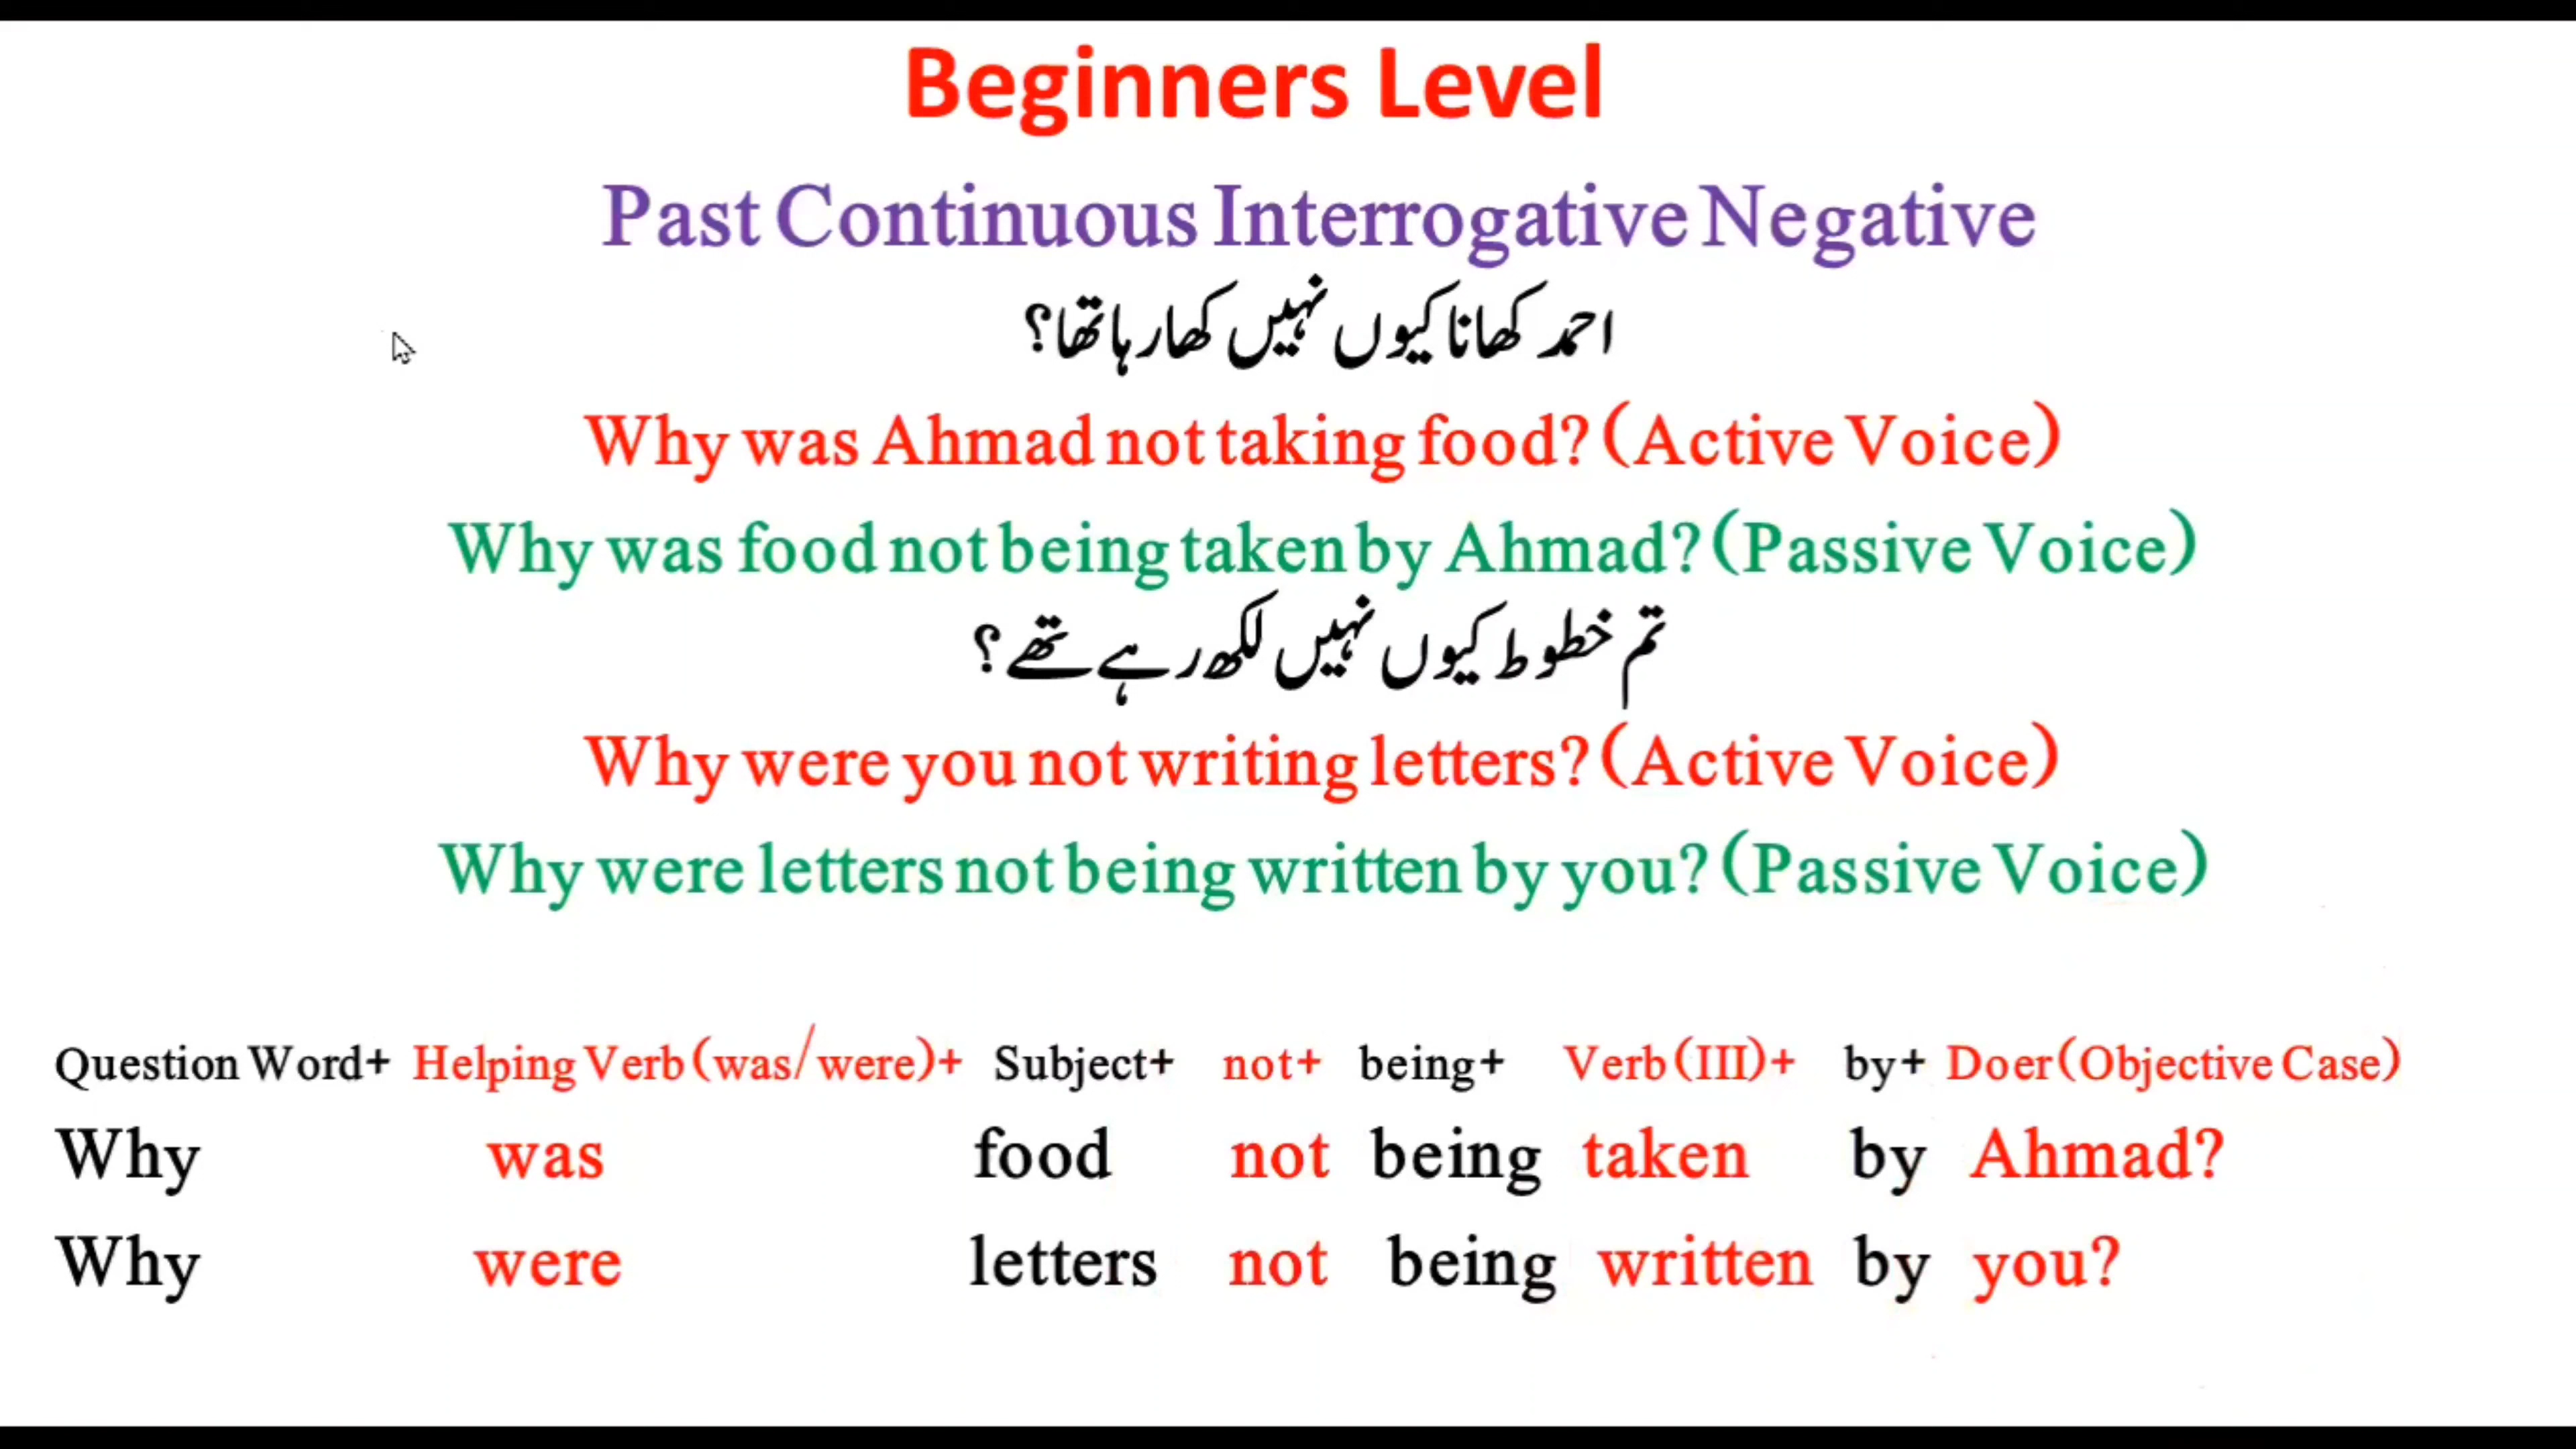 Beginners Level
Past Continuous Interrogative Negative
احمد کھانا کیوں نہیں کھا رہا تھا؟
Why was Ahmad not taking food? (Active Voice)
Why was food not being taken by Ahmad? (Passive Voice)
تم خطوط کیوں نہیں لکھ رہے تھے؟
Why were you not writing letters? (Active Voice)
Why were letters not being written by you? (Passive Voice)
Question Word+ Helping Verb (was/were)+ Subject+ not+ being+ Verb (III)+ by+ Doer (Objective Case)
Why was food not being taken by Ahmad?
Why were letters not being written by you?